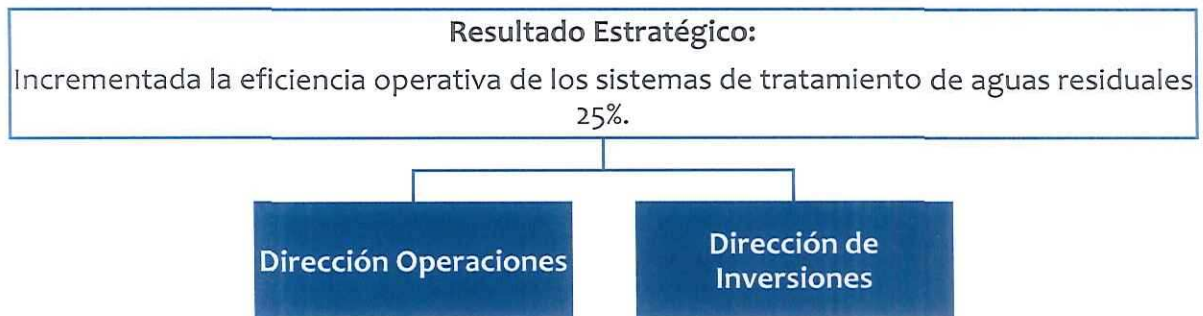 Resultado Estratégico:
Incrementada la eficiencia operativa de los sistemas de tratamiento de aguas residuales
25%.
Dirección Operaciones
Dirección de
Inversiones